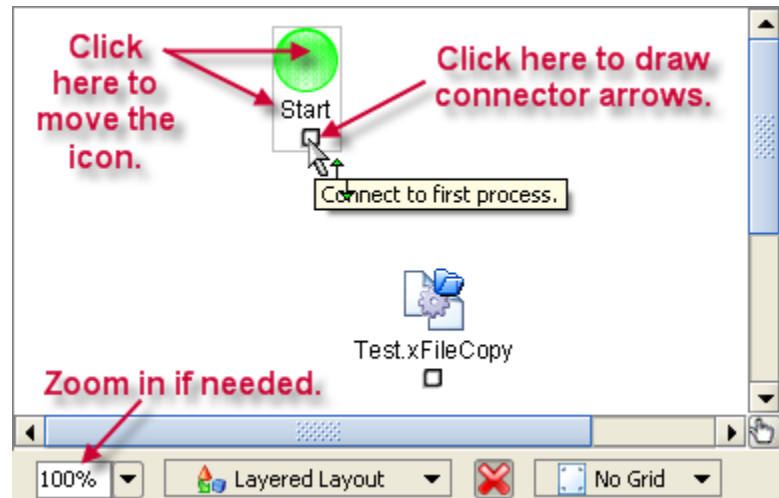 Click
here to
move the
icon.
Start
Click here to draw
connector arrows.
Connect to first process.
Test.xFileCopy
Zoom in if needed.
100%
Layered Layout
No Grid